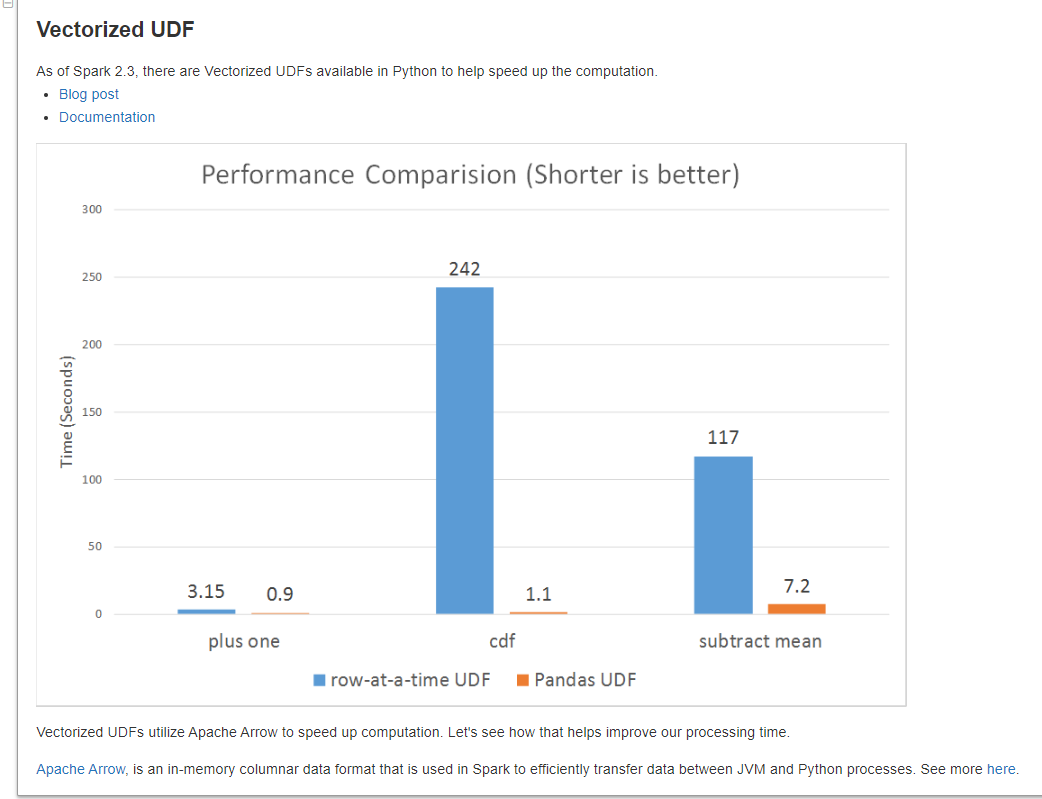 Vectorized UDF
As of Spark 2.3, there are Vectorized UDFs available in Python to help speed up the computation.
Blog post
Documentation
Performance Comparision (Shorter is better)
300
250
200
150
100
50
0
Time (Seconds)
242
117
3.15
0.9
1.1
7.2
plus one
cdf
subtract mean
row-at-a-time UDF
Pandas UDF
Vectorized UDFs utilize Apache Arrow to speed up computation. Let's see how that helps improve our processing time.
Apache Arrow, is an in-memory columnar data format that is used in Spark to efficiently transfer data between JVM and Python processes. See more here.